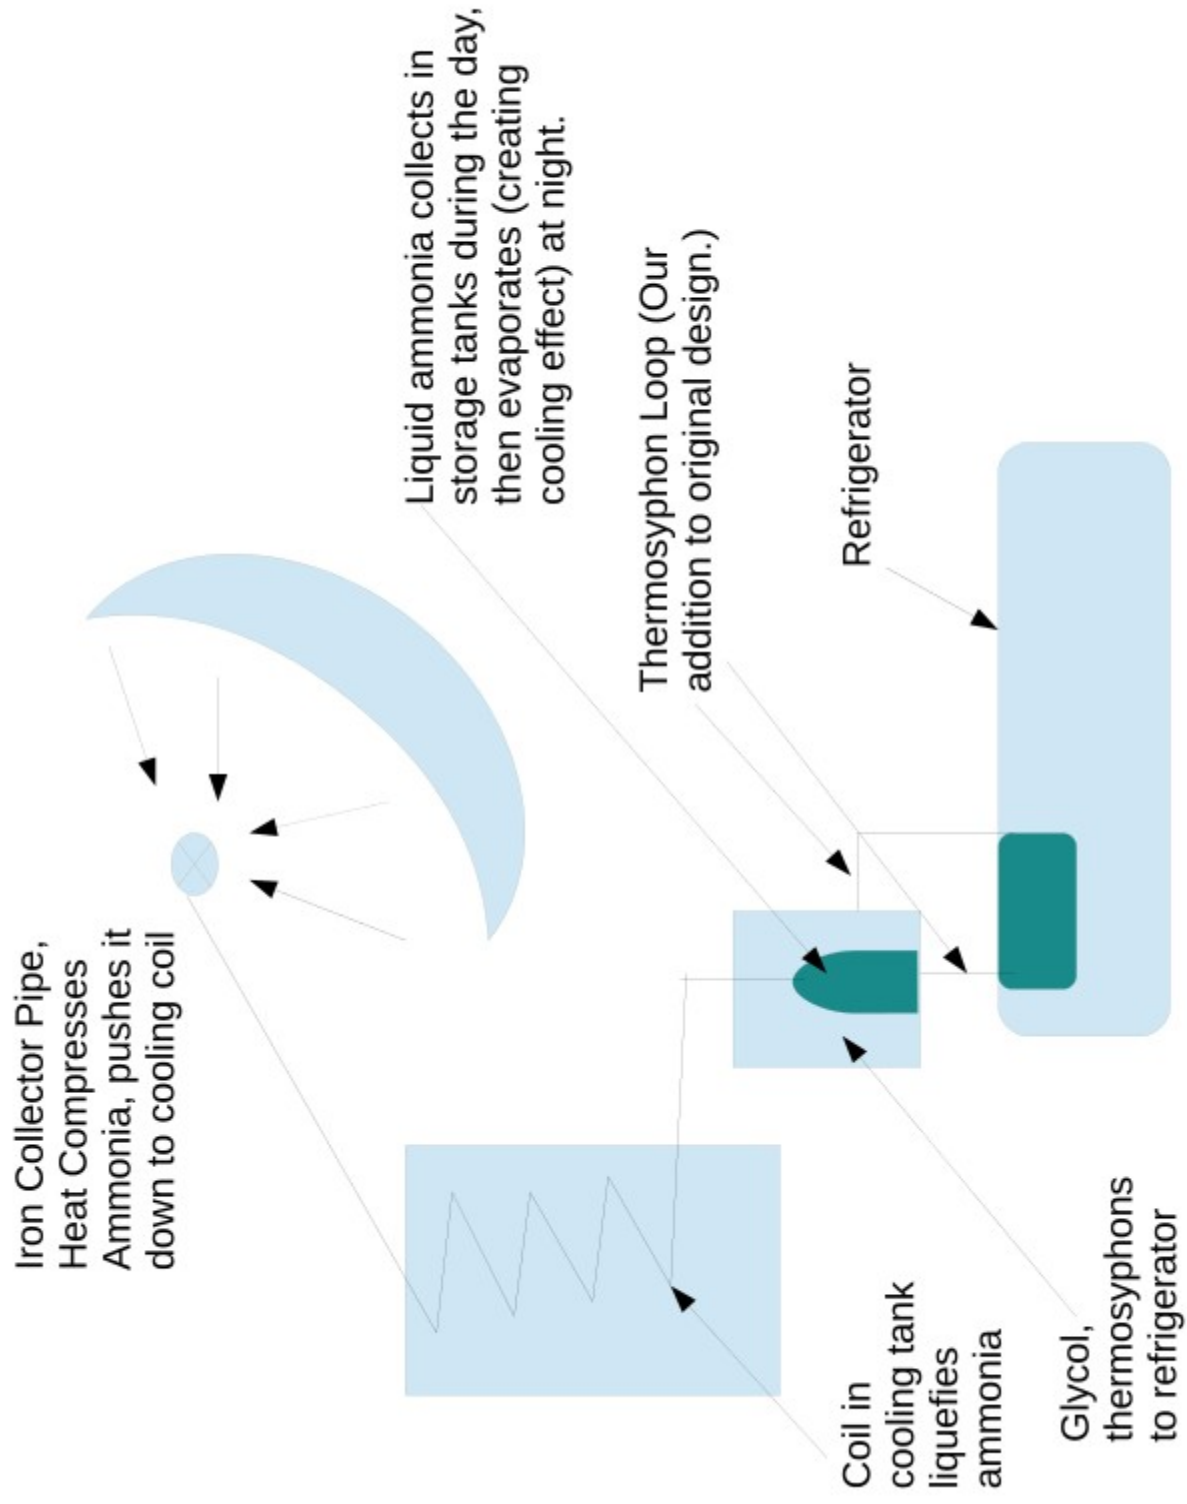 Iron Collector Pipe,
Heat Compresses
Ammonia, pushes it
down to cooling coil
Liquid ammonia collects in
storage tanks during the day,
then evaporates (creating
cooling effect) at night.
Thermosyphon Loop (Our
addition to original design.)
Refrigerator
Coil in
cooling tank
liquefies
ammonia
Glycol,
thermosyphons
to refrigerator